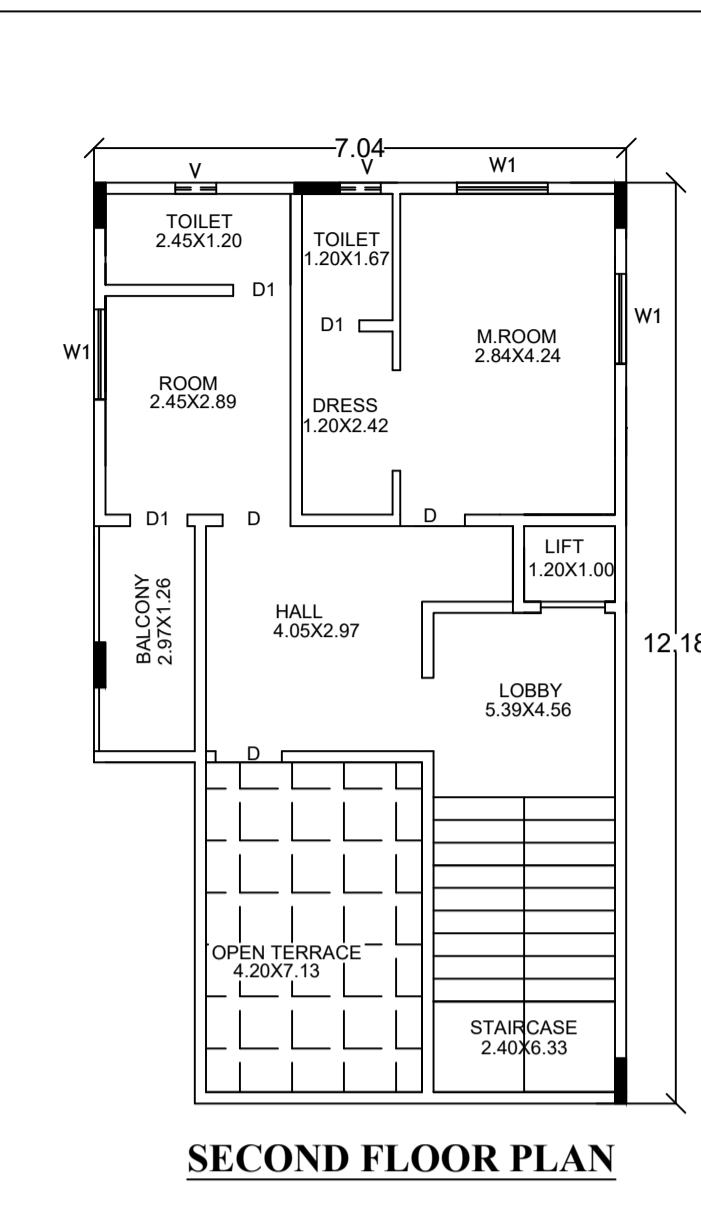 7.04
V
V
W1
TOILET
2.45X1.20
TOILET
1.20X1.67
D1
D1
W1
W1
M.ROOM
2.84X4.24
ROOM
2.45X2.89
DRESS
1.20X2.42
D1
D
D
LIFT
1.20X1.00
BALCONY
2.97X1.26
HALL
4.05X2.97
12.18
LOBBY
5.39X4.56
D
OPEN TERRACE
4.20X7.13
STAIRCASE
2.40X6.33
SECOND FLOOR PLAN